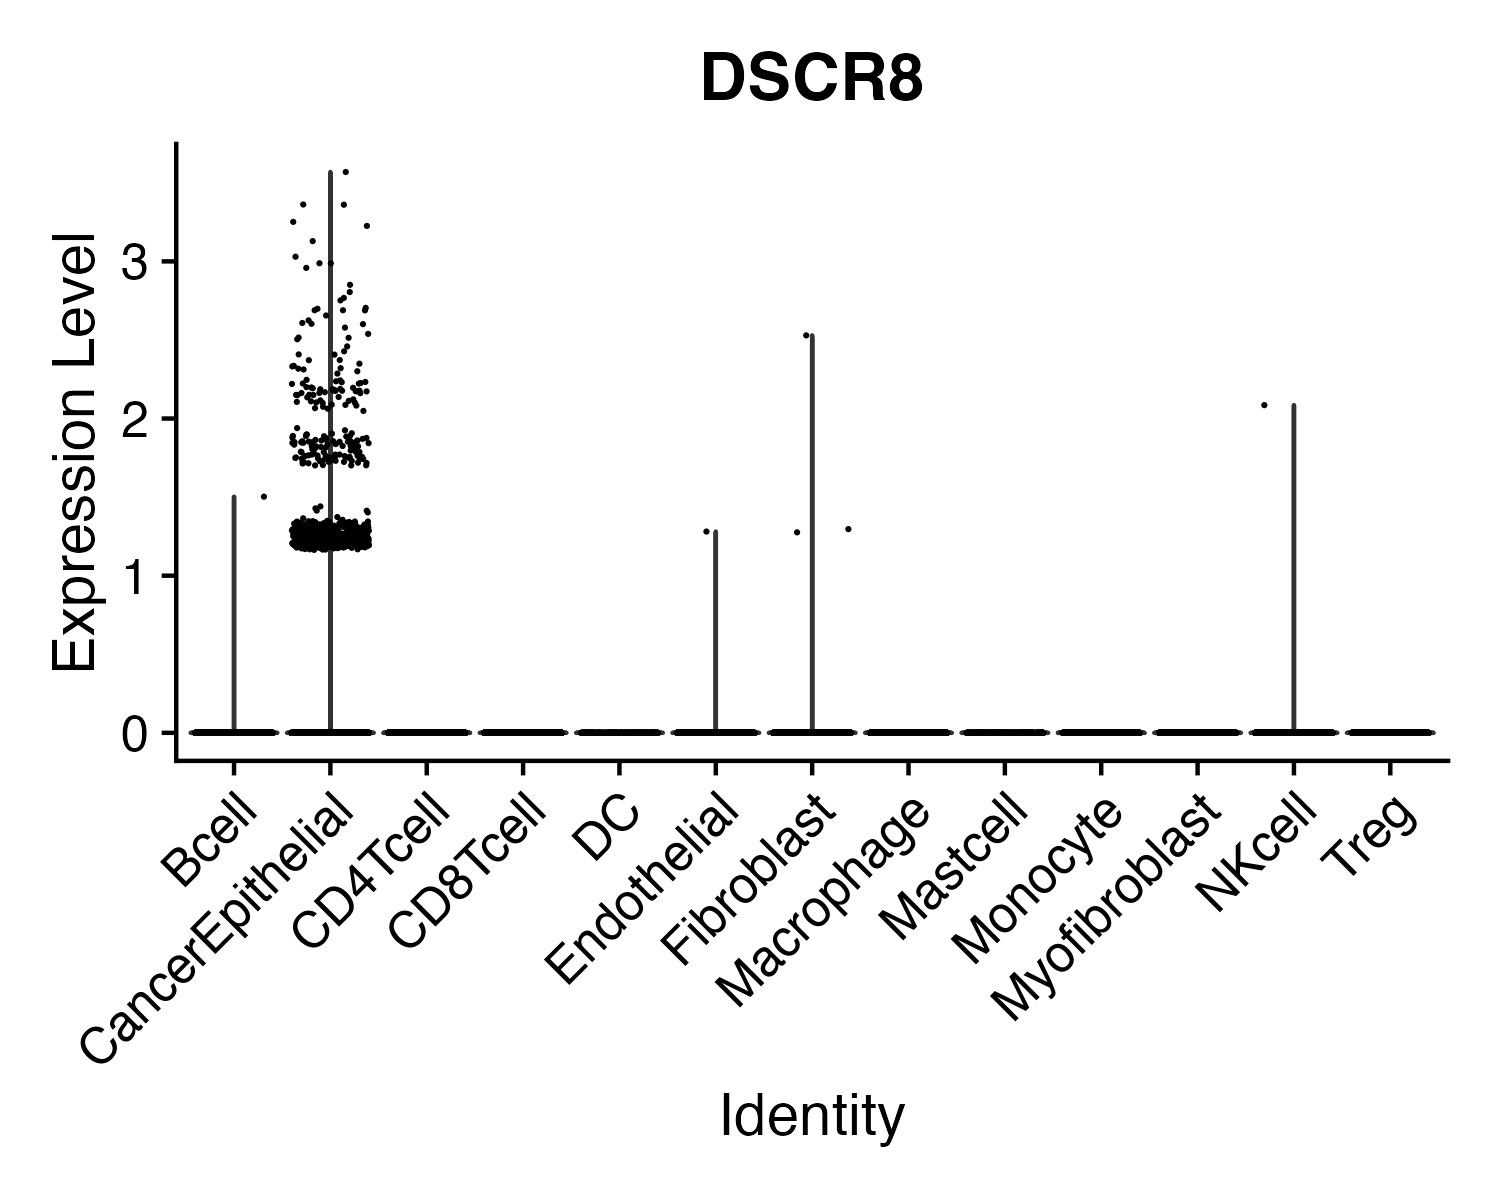 DSCR8
Expression Level
3
2
1
0
Bcell
CancerEpithelial
CD4Tcell
CD8Tcell
DC
Endothelial
Fibroblast
Macrophage
Mastcell
Monocyte
Myofibroblast
NKcell
Treg
Identity